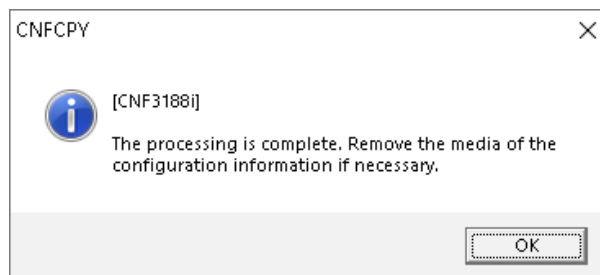 CNFCPY
[CNF3188i]
The processing is complete. Remove the media of the
configuration information if necessary.
OK